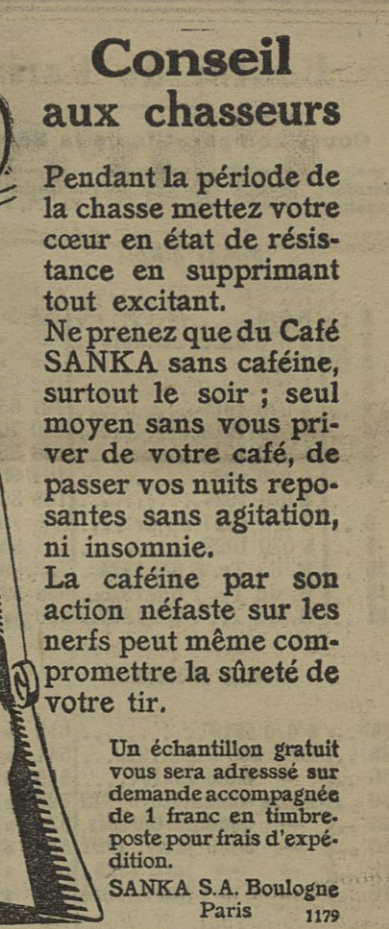 Conseil
aux chasseurs
Pendant la période de
la chasse mettez votre
cœur en état de résis-
tance en supprimant
tout excitant.
Ne prenez que du Café
SANKA sans caféine,
surtout le soir ; seul
moyen sans vous pri-
ver de votre café, de
passer vos nuits repo-
santes sans agitation,
ni insomnie.
La caféine par son
action néfaste sur les
nerfs peut même com-
promettre la sûreté de
votre tir.
Un échantillon gratuit
vous sera adresssé sur
demande accompagnée
de 1 franc en timbre-
poste pour frais d'expé-
dition.
SANKA S.A. Boulogne
Paris 1179